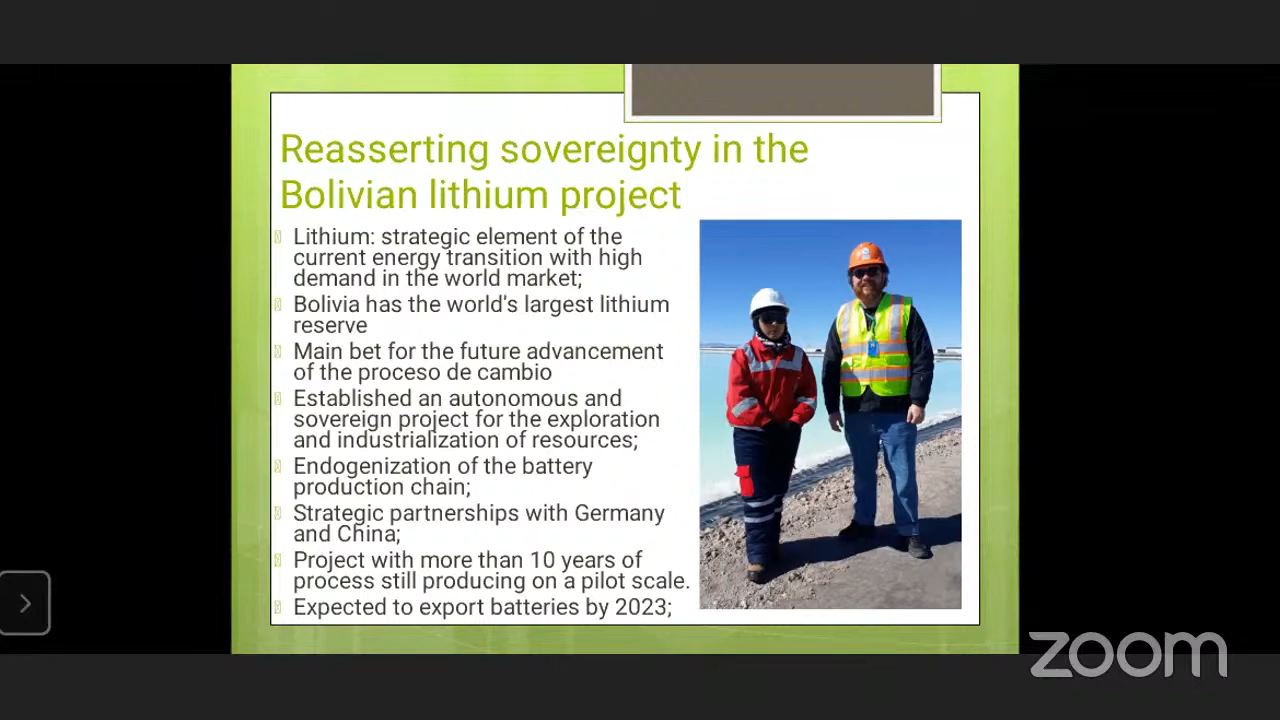 Reasserting sovereignty in the
Bolivian lithium project
Lithium: strategic element of the
current energy transition with high
demand in the world market;
Bolivia has the world's largest lithium
reserve
Main bet for the future advancement
of the proceso de cambio
Established an autonomous and
sovereign project for the exploration
and industrialization of resources;
Endogenization of the battery
production chain;
Strategic partnerships with Germany
and China;
Project with more than 10 years of
process still producing on a pilot scale.
Expected to export batteries by 2023;
zoom